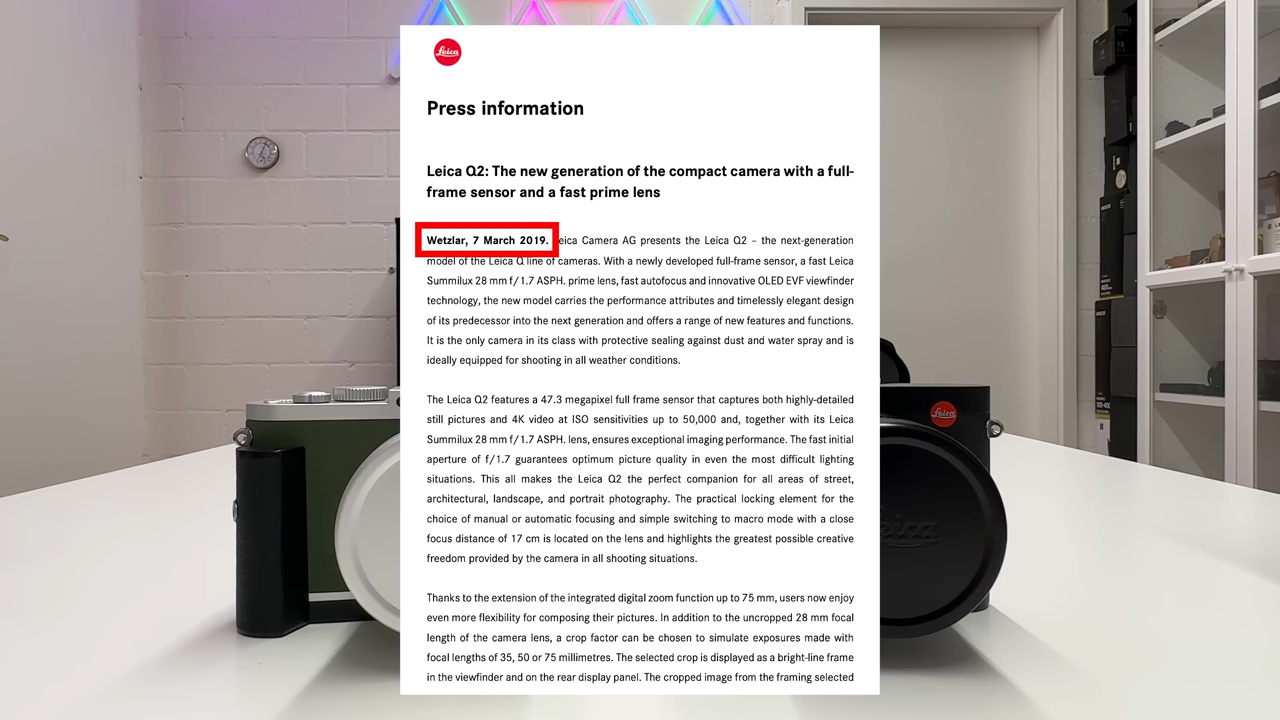 Leica
Press information
Leica Q2: The new generation of the compact camera with a full-
frame sensor and a fast prime lens
Wetzlar, 7 March 2019. eica Camera AG presents the Leica Q2 – the next-generation
model of the Leica Q line of cameras. With a newly developed full-frame sensor, a fast Leica
Summilux 28 mm f/1.7 ASPH. prime lens, fast autofocus and innovative OLED EVF viewfinder
technology, the new model carries the performance attributes and timelessly elegant design
of its predecessor into the next generation and offers a range of new features and functions.
It is the only camera in its class with protective sealing against dust and water spray and is
ideally equipped for shooting in all weather conditions.
The Leica Q2 features a 47.3 megapixel full frame sensor that captures both highly-detailed
still pictures and 4K video at ISO sensitivities up to 50,000 and, together with its Leica
Summilux 28 mm f/1.7 ASPH. lens, ensures exceptional imaging performance. The fast initial
aperture of f/1.7 guarantees optimum picture quality in even the most difficult lighting
situations. This all makes the Leica Q2 the perfect companion for all areas of street,
architectural, landscape, and portrait photography. The practical locking element for the
choice of manual or automatic focusing and simple switching to macro mode with a close
focus distance of 17 cm is located on the lens and highlights the greatest possible creative
freedom provided by the camera in all shooting situations.
Thanks to the extension of the integrated digital zoom function up to 75 mm, users now enjoy
even more flexibility for composing their pictures. In addition to the uncropped 28 mm focal
length of the camera lens, a crop factor can be chosen to simulate exposures made with
focal lengths of 35, 50 or 75 millimetres. The selected crop is displayed as a bright-line frame
in the viewfinder and on the rear display panel. The cropped image from the framing selected
Leica
Leica